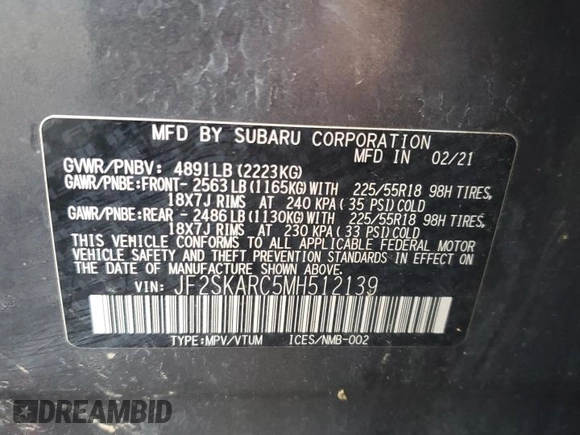 MFD BY SUBARU CORPORATION
MFD IN 02/21
GVWR/PNBV: 4891LB(2223KG)
GAWR/PNBE:FRONT- 2563LB(1165KG)WITH 225/55R18 98H TIRES,
18X7J RIMS AT 240 KPA( 35 PSI)COLD
GAWR/PNBE:REAR - 2486LB(1130KG)WITH 225/55R18 98H TIRES,
18X7J RIMS AT 230 KPA( 33 PSI)COLD
THIS VEHICLE CONFORMS TO ALL APPLICABLE FEDERAL MOTOR
VEHICLE SAFETY, BUMPER, AND THEFT PREVENTION STANDARDS IN EFFECT ON
THE DATE OF MANUFACTURE SHOWN ABOVE.
VIN: JF2SKARC5MH512139
TYPE:MPV/VTUM ICES/NMB-002
DREAMBID